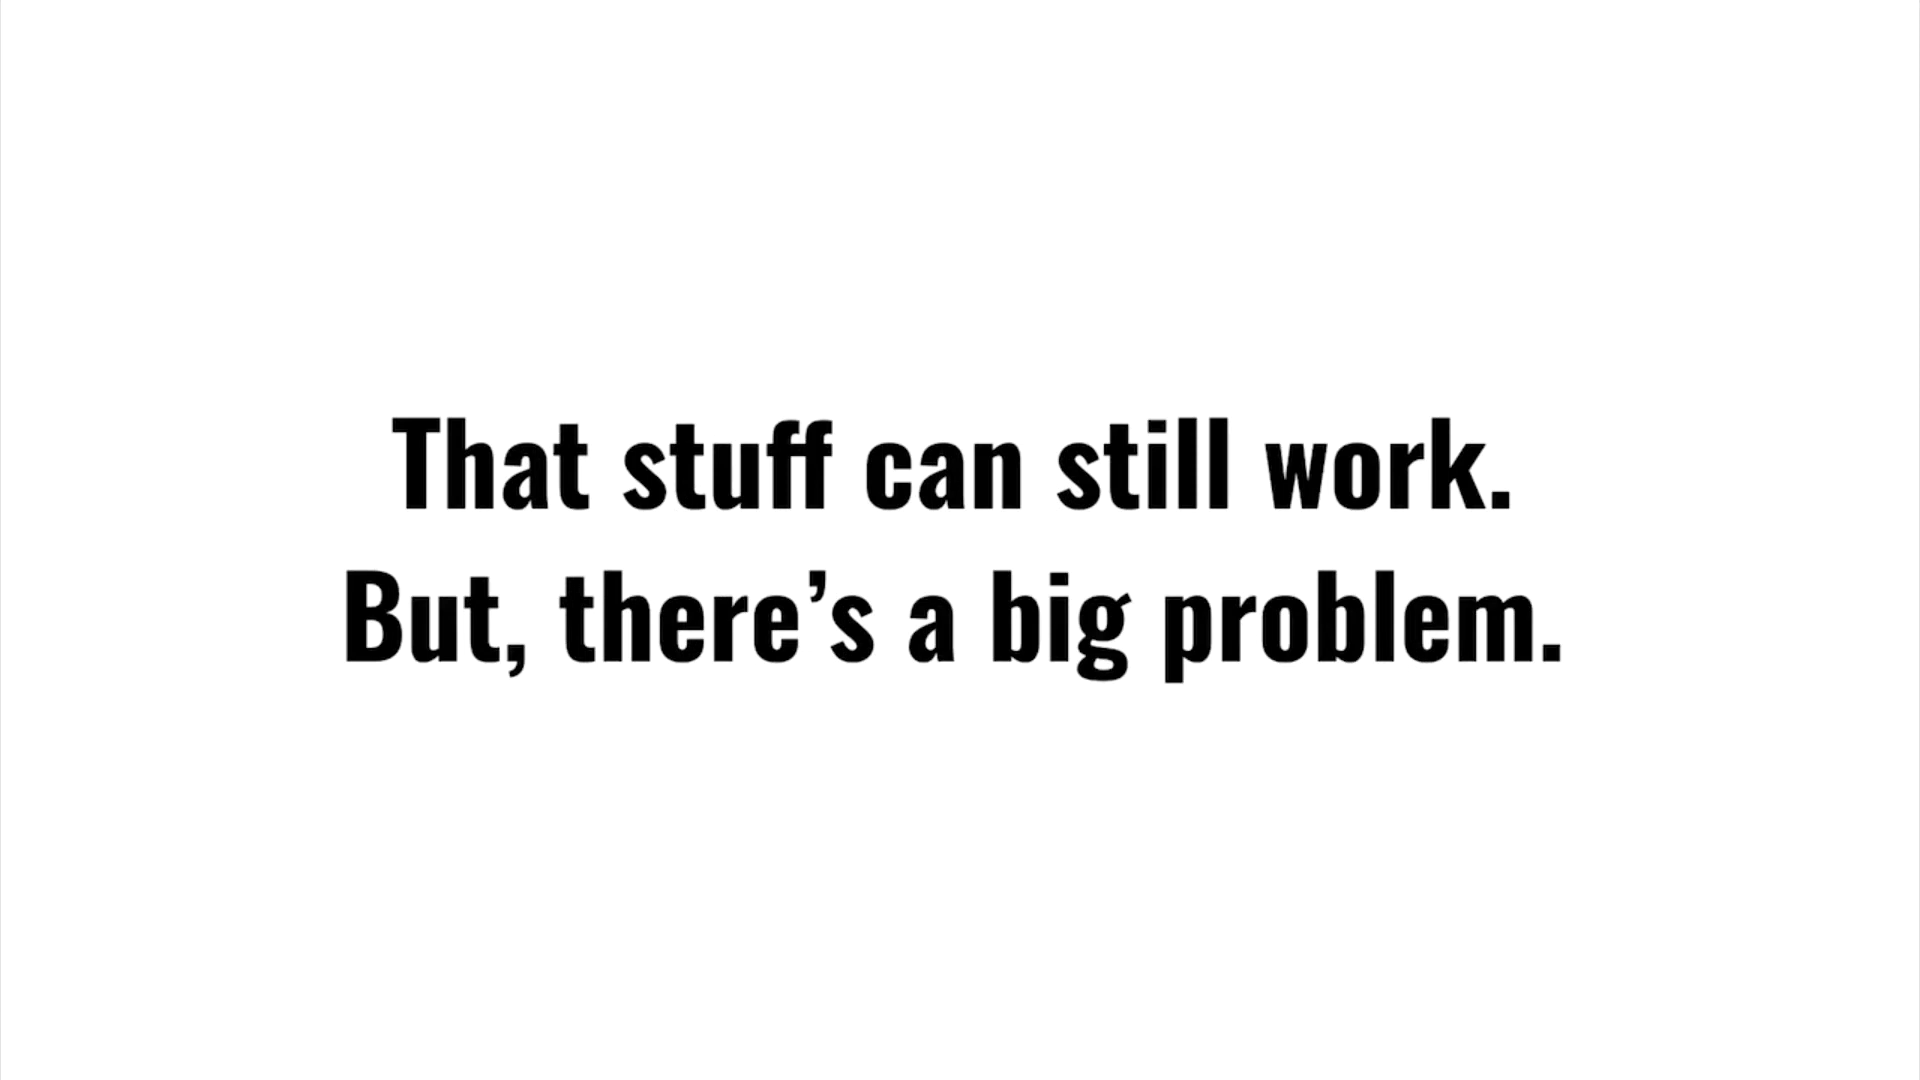 That stuff can still work.
But, there’s a big problem.